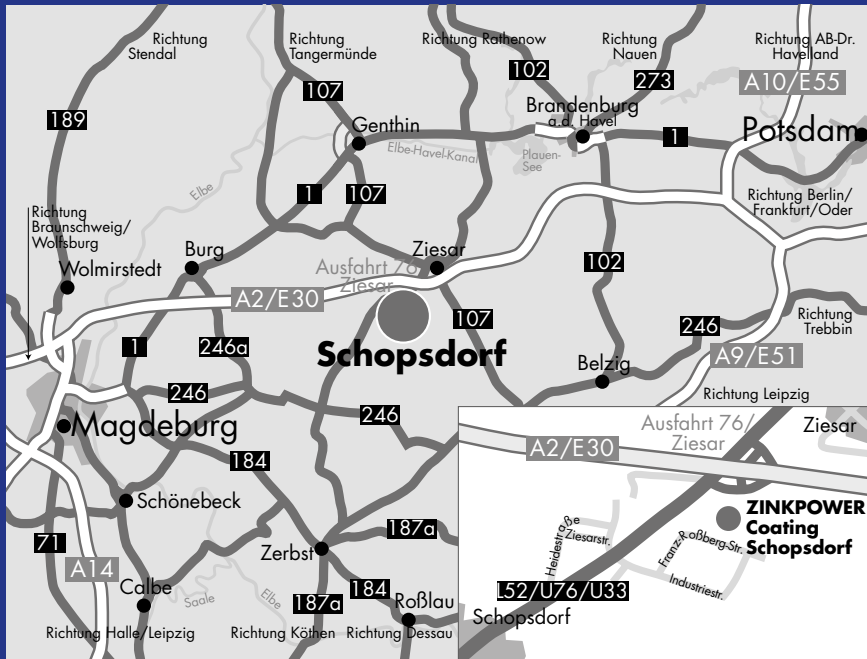 Richtung
Stendal
Richtung
Tangermünde
Richtung Rathenow
Richtung
Nauen
Richtung AB-Dr.
Havelland
102
273
A10/E55
107
189
Brandenburg
a.d. Havel
Genthin
1
Potsdam
Elbe-Havel-Kanal
Plauen-
See
Elbe
1
107
Richtung Berlin/
Frankfurt/Oder
Richtung
Braunschweig/
Wolfsburg
Burg
Ziesar
Ausfahrt 76
Ziesar
102
Wolmirstedt
A2/E30
107
Richtung
Trebbin
246
1
246a
Schopsdorf
A9/E51
Belzig
246
Richtung Leipzig
246
Magdeburg
184
Schönebeck
187a
71
Zerbst
A14
184
Calbe
187a
Roßlau
Saale
Elbe
Richtung Halle/Leipzig
Richtung Köthen
Richtung Dessau
Ausfahrt 76/
Ziesar
Ziesar
A2/E30
ZINKPOWER
Coating
Schopsdorf
Heidestraße
Ziesarstr.
Franz-Roßberg-Str.
Industriestr.
L52/U76/U33
Schopsdorf